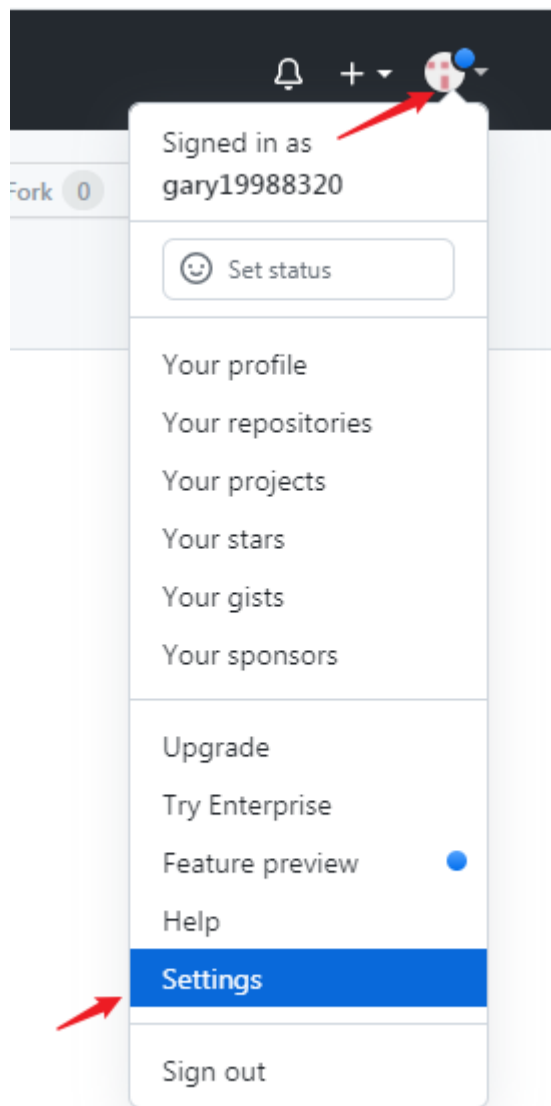 Signed in as
gary19988320
Fork 0
Set status
Your profile
Your repositories
Your projects
Your stars
Your gists
Your sponsors
Upgrade
Try Enterprise
Feature preview
Help
Settings
Sign out